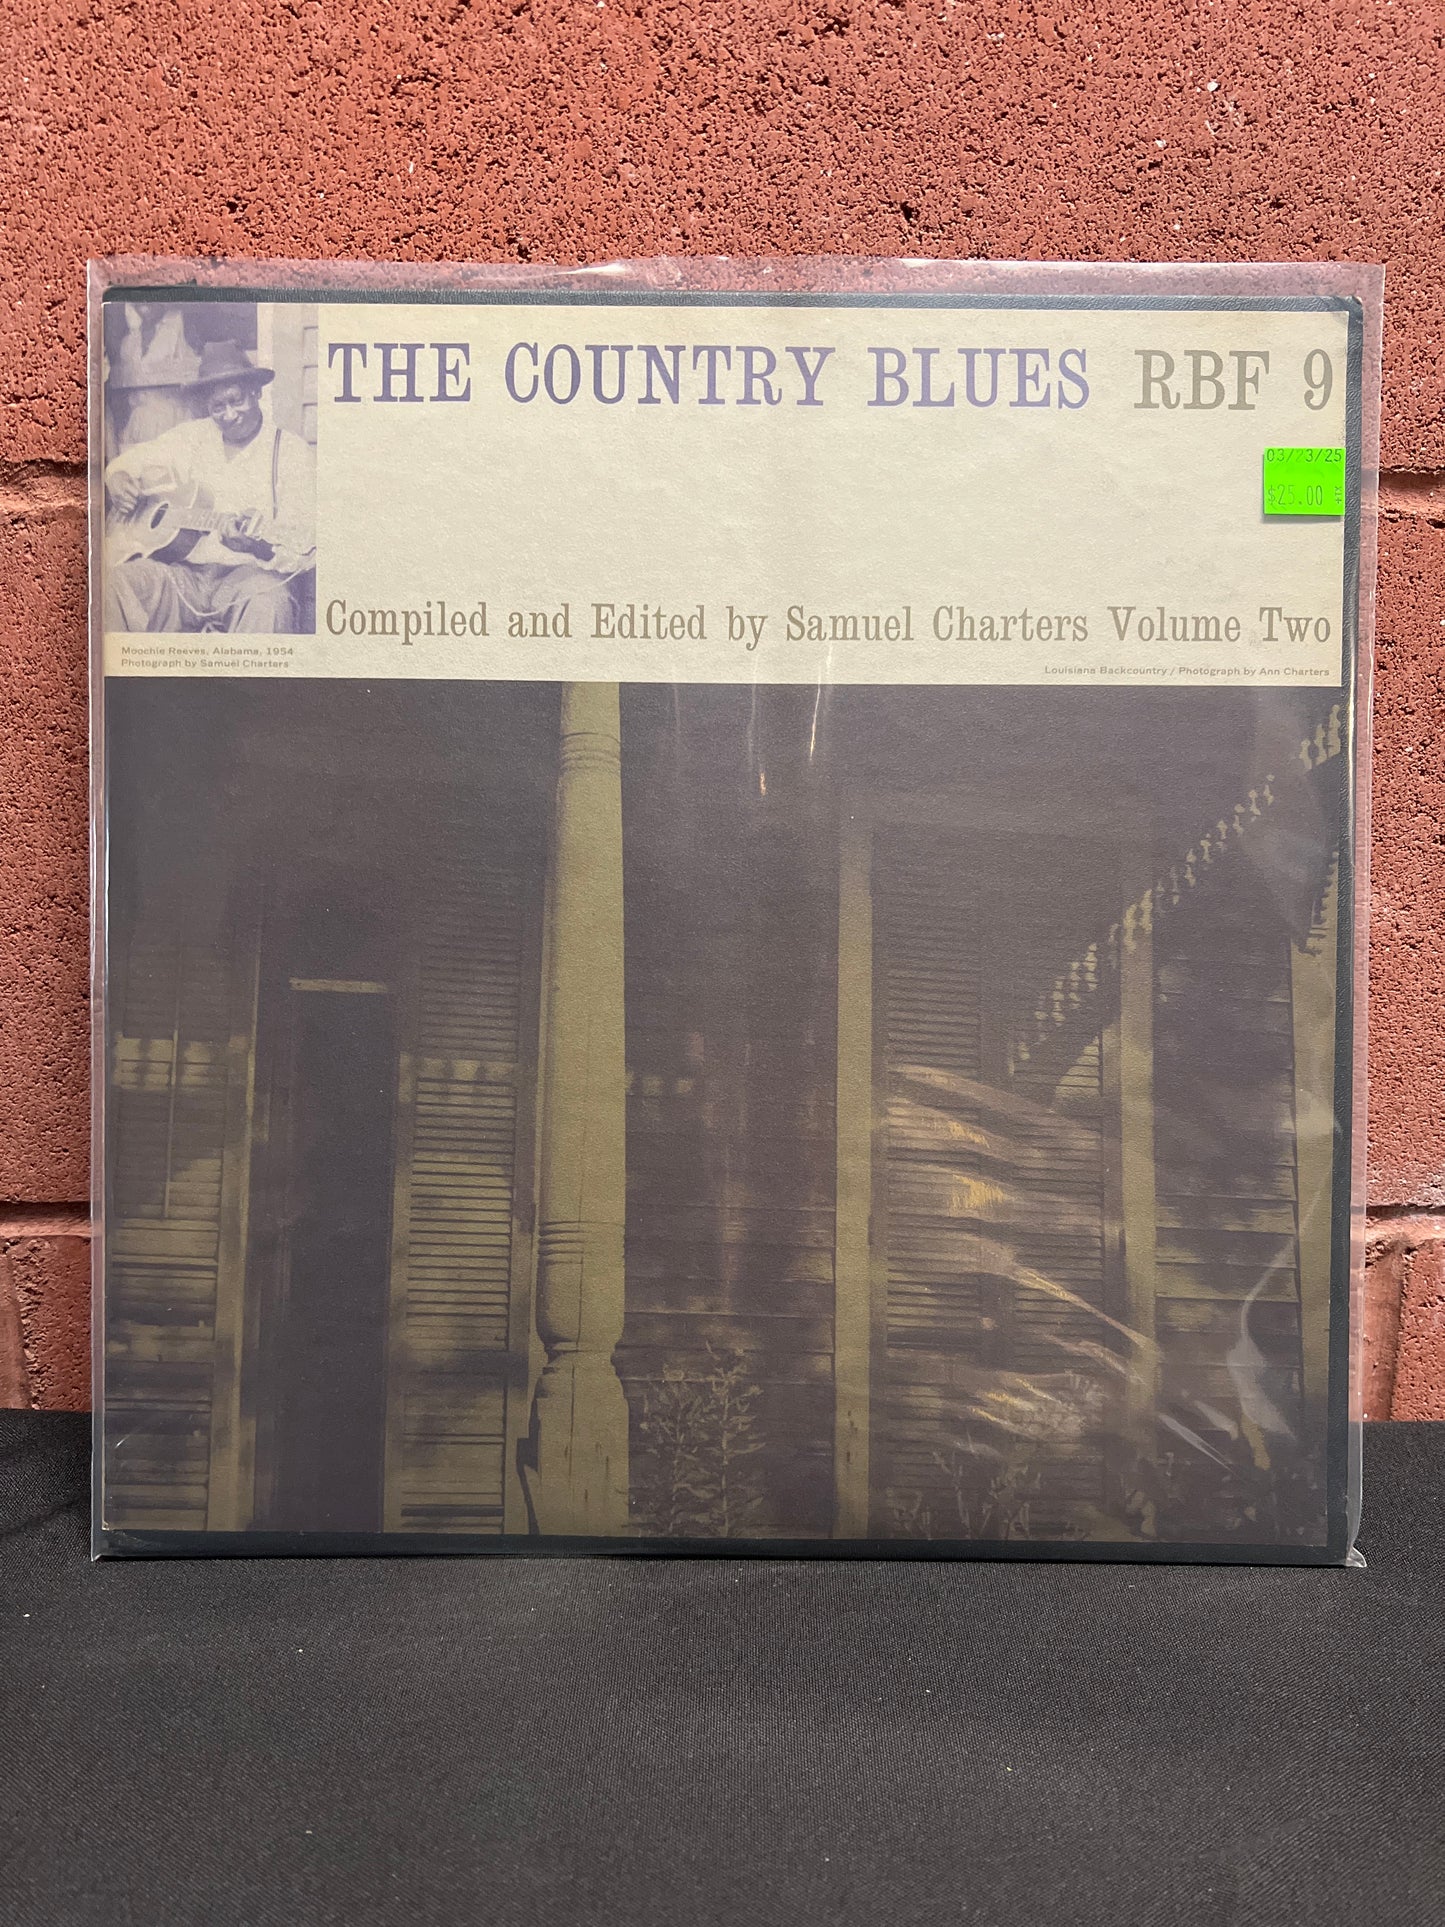 THE COUNTRY BLUES RBF 9
03/23/25
$25.00 +TX
Compiled and Edited by Samuel Charters Volume Two
Moochie Reeves, Alabama, 1954
Photograph by Samuel Charters
Louisiana Backcountry / Photograph by Ann Charters